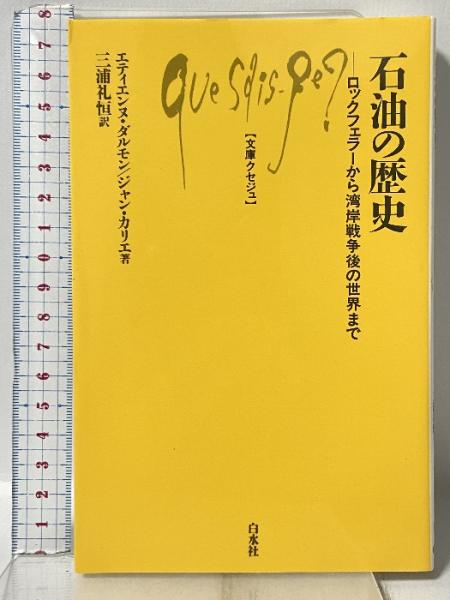 石油の歴史
──ロックフェラーから湾岸戦争後の世界まで
Que sais-je?
【文庫クセジュ】
エティエンヌ・ダルモン/ジャン・カリエ著
三浦礼恒訳
白水社